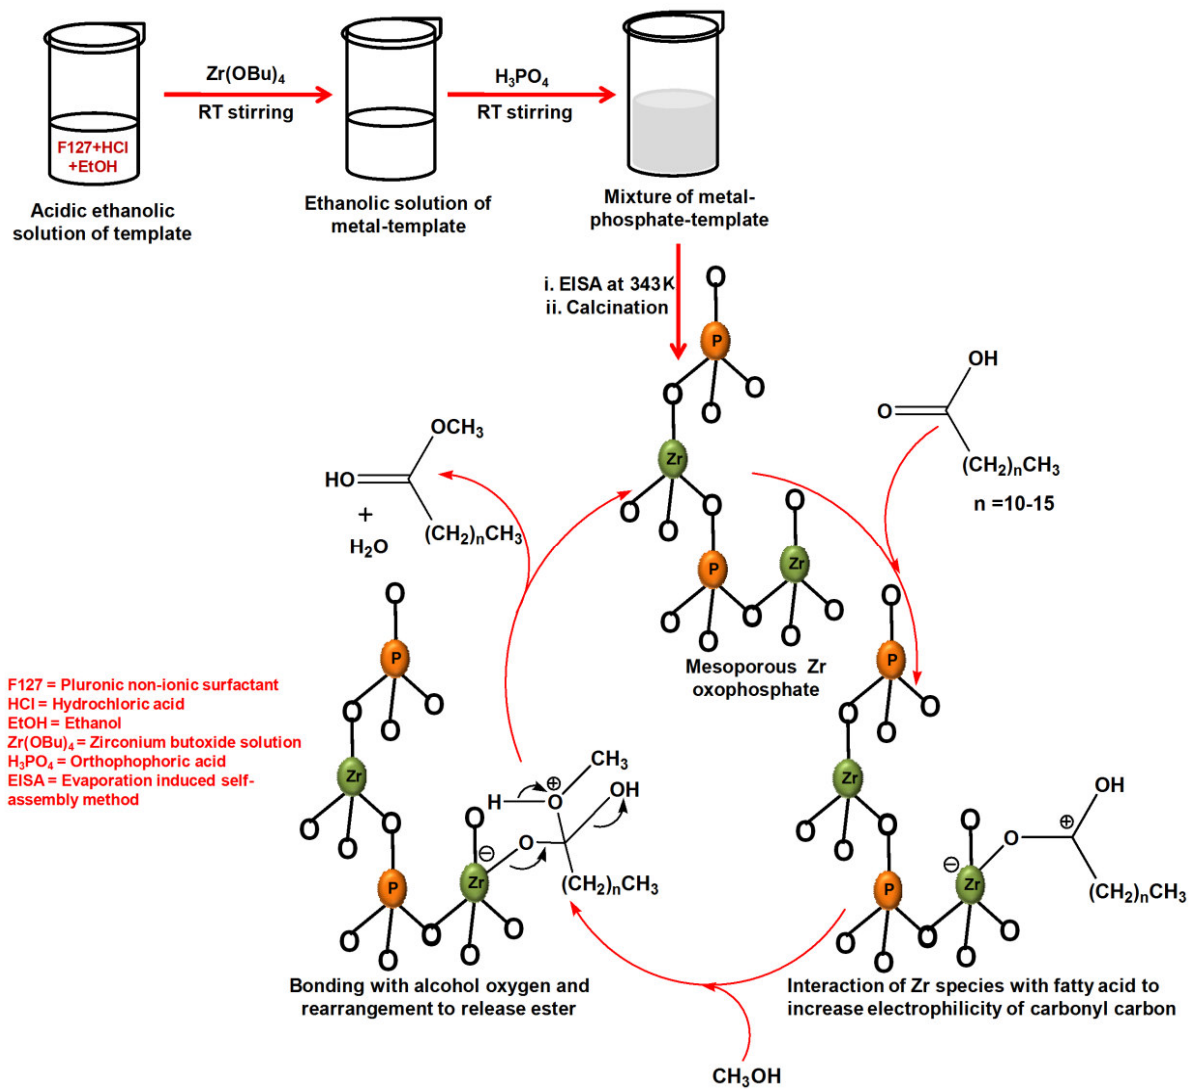 Zr(OBu)₄
RT stirring
H₃PO₄
RT stirring
F127+HCl
+EtOH
Acidic ethanolic
solution of template
Ethanolic solution of
metal-template
Mixture of metal-
phosphate-template
i. EISA at 343K
ii. Calcination
O
P
O
O
O
Zr
O
O
O
O
P
Zr
O
O
O
O
O
Mesoporous Zr
oxophosphate
OH
O
(CH₂)ₙCH₃
n =10-15
OCH₃
HO
+
H₂O
(CH₂)ₙCH₃
F127 = Pluronic non-ionic surfactant
HCl = Hydrochloric acid
EtOH = Ethanol
Zr(OBu)₄ = Zirconium butoxide solution
H₃PO₄ = Orthophophoric acid
EISA = Evaporation induced self-
assembly method
O
P
O
O
O
Zr
O
O
O
O
P
Zr
⊖
O
O
O
O
O
O
H
O
⊕
CH₃
OH
(CH₂)ₙCH₃
Bonding with alcohol oxygen and
rearrangement to release ester
O
P
O
O
O
Zr
O
O
O
O
P
Zr
⊖
O
O
O
O
O
O
⊕
OH
(CH₂)ₙCH₃
Interaction of Zr species with fatty acid to
increase electrophilicity of carbonyl carbon
CH₃OH